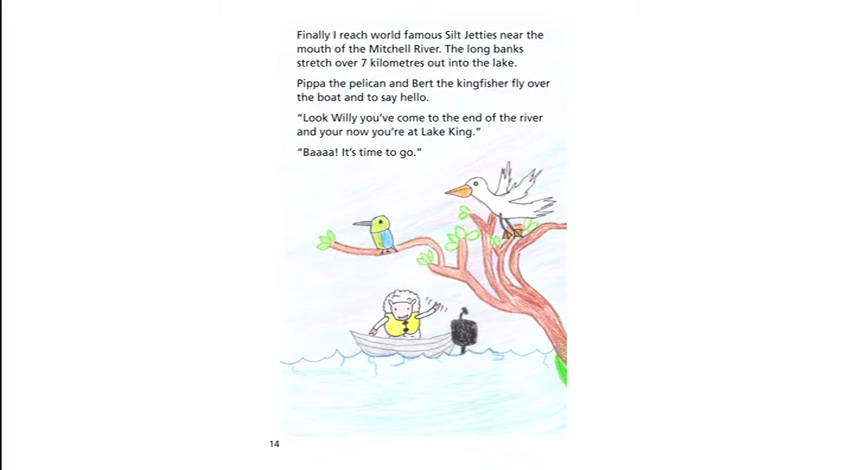 Finally I reach world famous Silt Jetties near the
mouth of the Mitchell River. The long banks
stretch over 7 kilometres out into the lake.
Pippa the pelican and Bert the kingfisher fly over
the boat and to say hello.
“Look Willy you’ve come to the end of the river
and your now you’re at Lake King.”
“Baaaa! It’s time to go.”
14